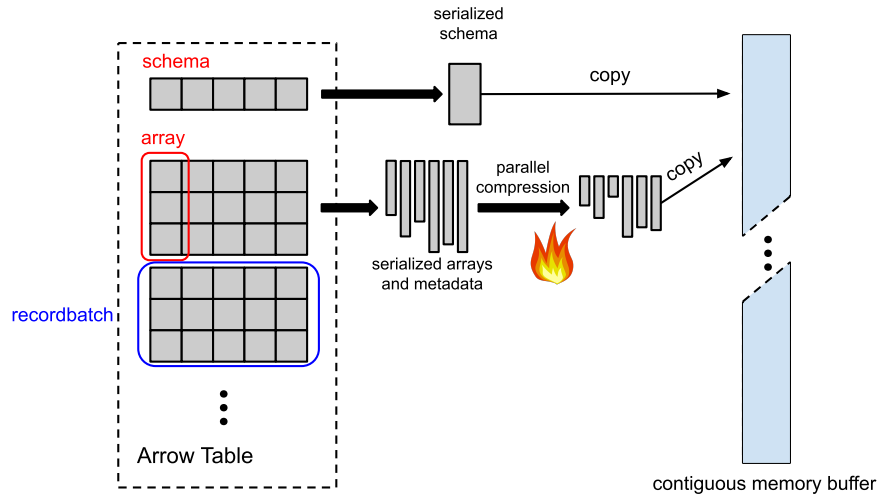 serialized
schema
schema
copy
array
parallel
compression
copy
serialized arrays
and metadata
recordbatch
Arrow Table
contiguous memory buffer